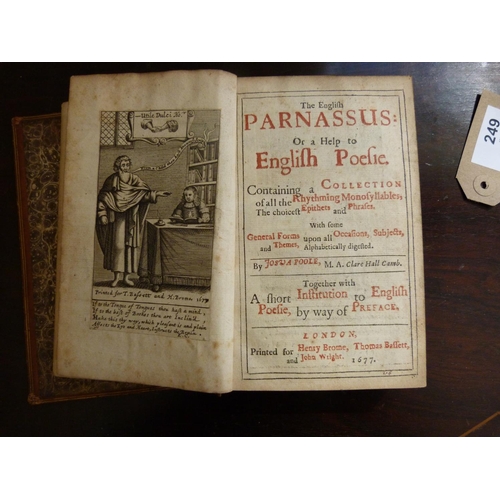 Utile Dulci
Printed for T. Bassett and H. Brome 1677
The English
PARNASSUS:
Or a Help to
English Poesie.
Containing a COLLECTION
of all the Rhythming Monosyllables,
The choicest Epithets and Phrases.
With some
General Forms upon all Occasions, Subjects,
and Themes, Alphabetically digested.
By JOSUA POOLE, M. A. Clare Hall Camb.
Together with
A short Institution to English
Poesie, by way of PREFACE.
LONDON,
Printed for Henry Brome, Thomas Bassett,
and John Wright. 1677.
249